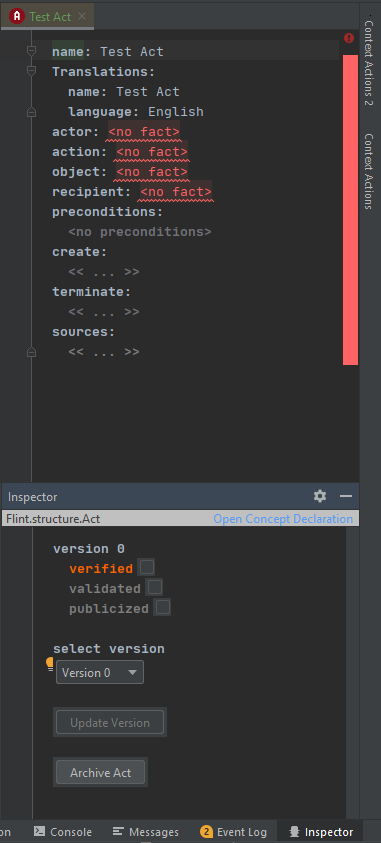 A Test Act
name: Test Act
Translations:
name: Test Act
language: English
actor: <no fact>
action: <no fact>
object: <no fact>
recipient: <no fact>
preconditions:
<no preconditions>
create:
<< ... >>
terminate:
<< ... >>
sources:
<< ... >>
Context Actions 2
Context Actions
Inspector
Flint.structure.Act Open Concept Declaration
version 0
verified
validated
publicized
select version
Version 0
Update Version
Archive Act
on Console Messages 2 Event Log Inspector